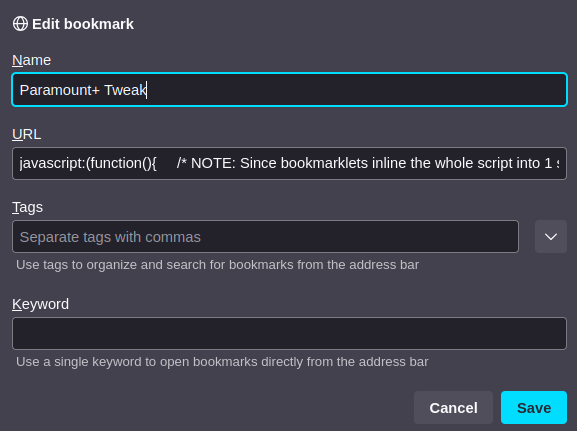 Edit bookmark
Name
Paramount+ Tweak
URL
javascript:(function(){ /* NOTE: Since bookmarklets inline the whole script into 1 s
Tags
Separate tags with commas
Use tags to organize and search for bookmarks from the address bar
Keyword
Use a single keyword to open bookmarks directly from the address bar
Cancel Save